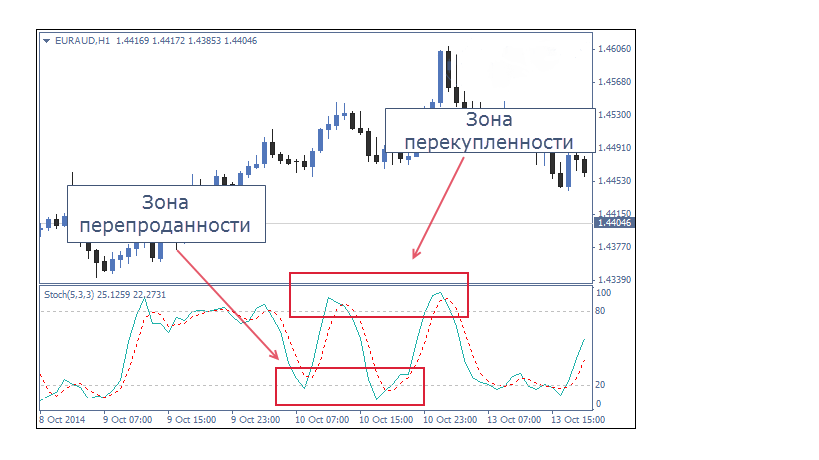 EURAUD,H1 1.44169 1.44172 1.43853 1.44046
1.46060
1.45680
1.45300
Зона
перекупленности
1.44910
1.44530
Зона
перепроданности
1.44150
1.44046
1.43770
1.43390
Stoch(5,3,3) 25.1259 22.2731
100
80
20
0
8 Oct 2014 9 Oct 07:00 9 Oct 15:00 9 Oct 23:00 10 Oct 07:00 10 Oct 15:00 10 Oct 23:00 13 Oct 07:00 13 Oct 15:00